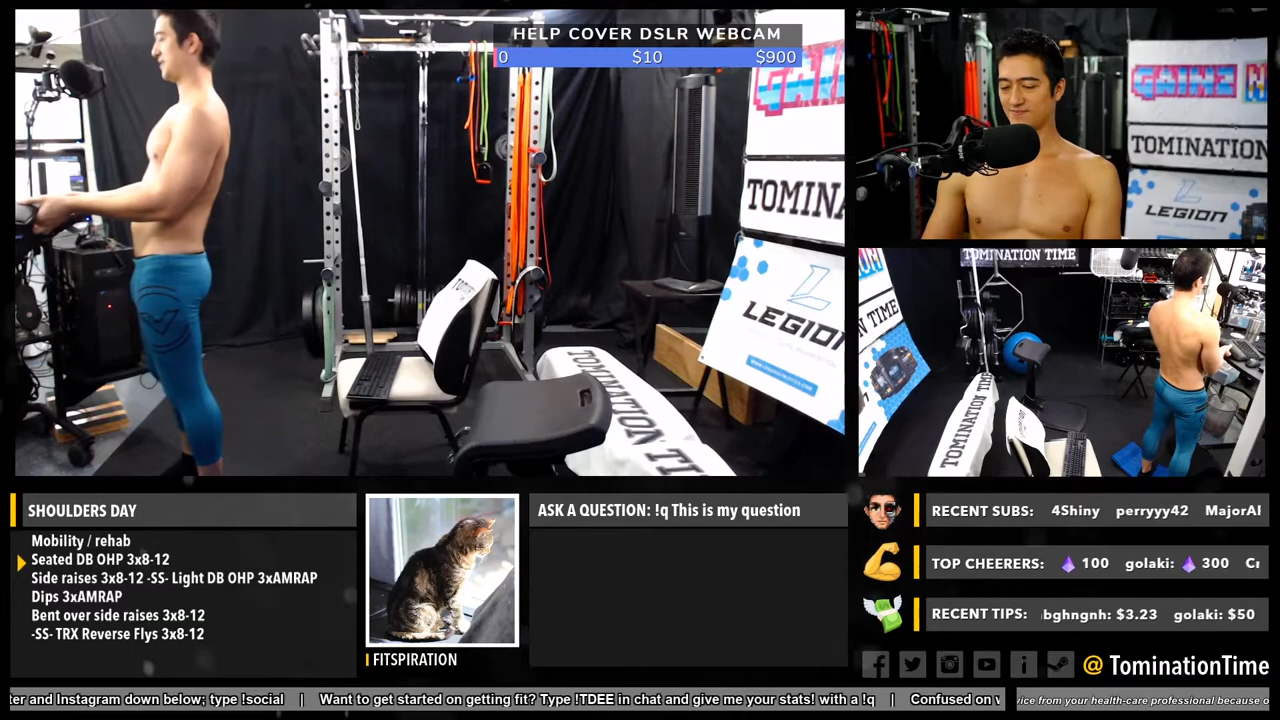 HELP COVER DSLR WEBCAM
0 $10 $900
TOMINA
LEGION
TOMINATION
LEGION
TOMINATION TIME
TOMINATION TI
TOMINATION TIME
SHOULDERS DAY
Mobility / rehab
Seated DB OHP 3x8-12
Side raises 3x8-12 -SS- Light DB OHP 3xAMRAP
Dips 3xAMRAP
Bent over side raises 3x8-12
-SS- TRX Reverse Flys 3x8-12
FITSPIRATION
ASK A QUESTION: !q This is my question
RECENT SUBS: 4Shiny perryyy42 MajorAl
TOP CHEERERS: 100 golaki: 300
RECENT TIPS: bghngnh: $3.23 golaki: $50
@ TominationTime
ter and Instagram down below; type !social | Want to get started on getting fit? Type !TDEE in chat and give me your stats! with a !q | Confused on
vice from your health-care professional because o